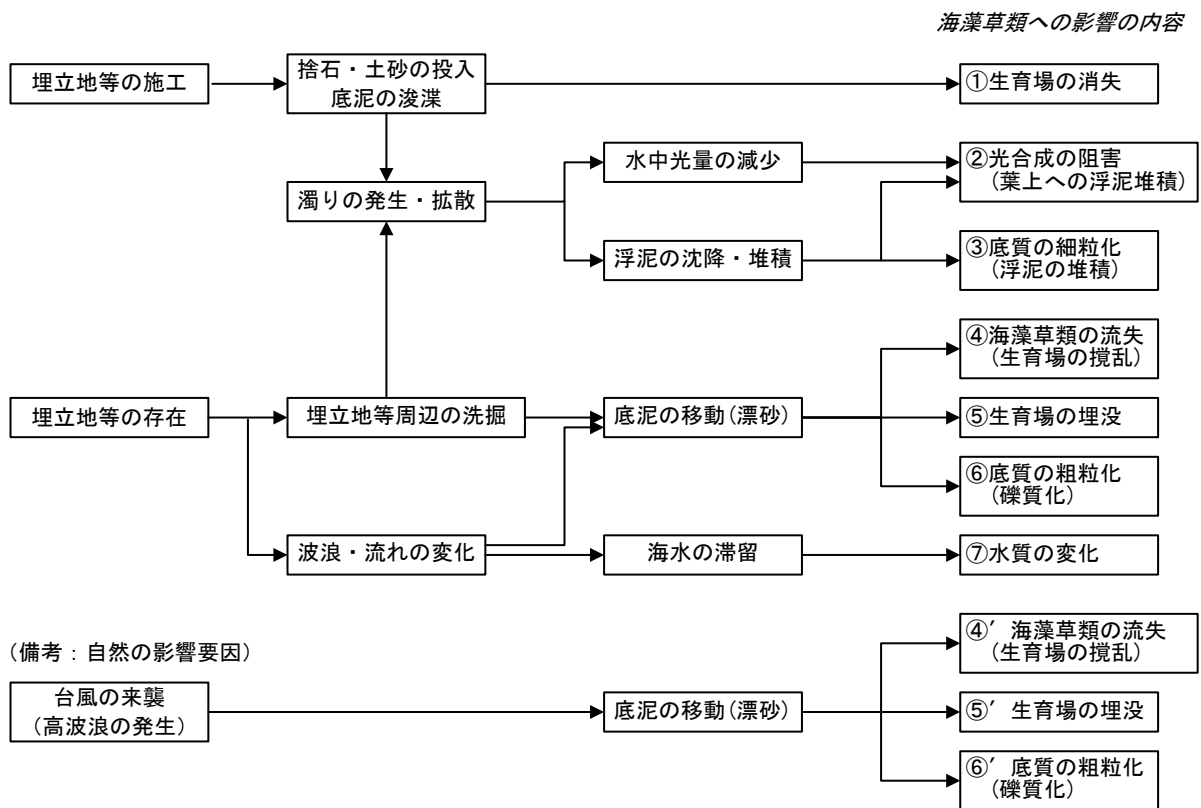 海藻草類への影響の内容
埋立地等の施工
捨石・土砂の投入
底泥の浚渫
①生育場の消失
水中光量の減少
②光合成の阻害
(葉上への浮泥堆積)
濁りの発生・拡散
浮泥の沈降・堆積
③底質の細粒化
(浮泥の堆積)
④海藻草類の流失
(生育場の撹乱)
埋立地等の存在
埋立地等周辺の洗掘
底泥の移動(漂砂)
⑤生育場の埋没
⑥底質の粗粒化
(礫質化)
波浪・流れの変化
海水の滞留
⑦水質の変化
(備考:自然の影響要因)
④′ 海藻草類の流失
(生育場の撹乱)
台風の来襲
(高波浪の発生)
底泥の移動(漂砂)
⑤′ 生育場の埋没
⑥′ 底質の粗粒化
(礫質化)